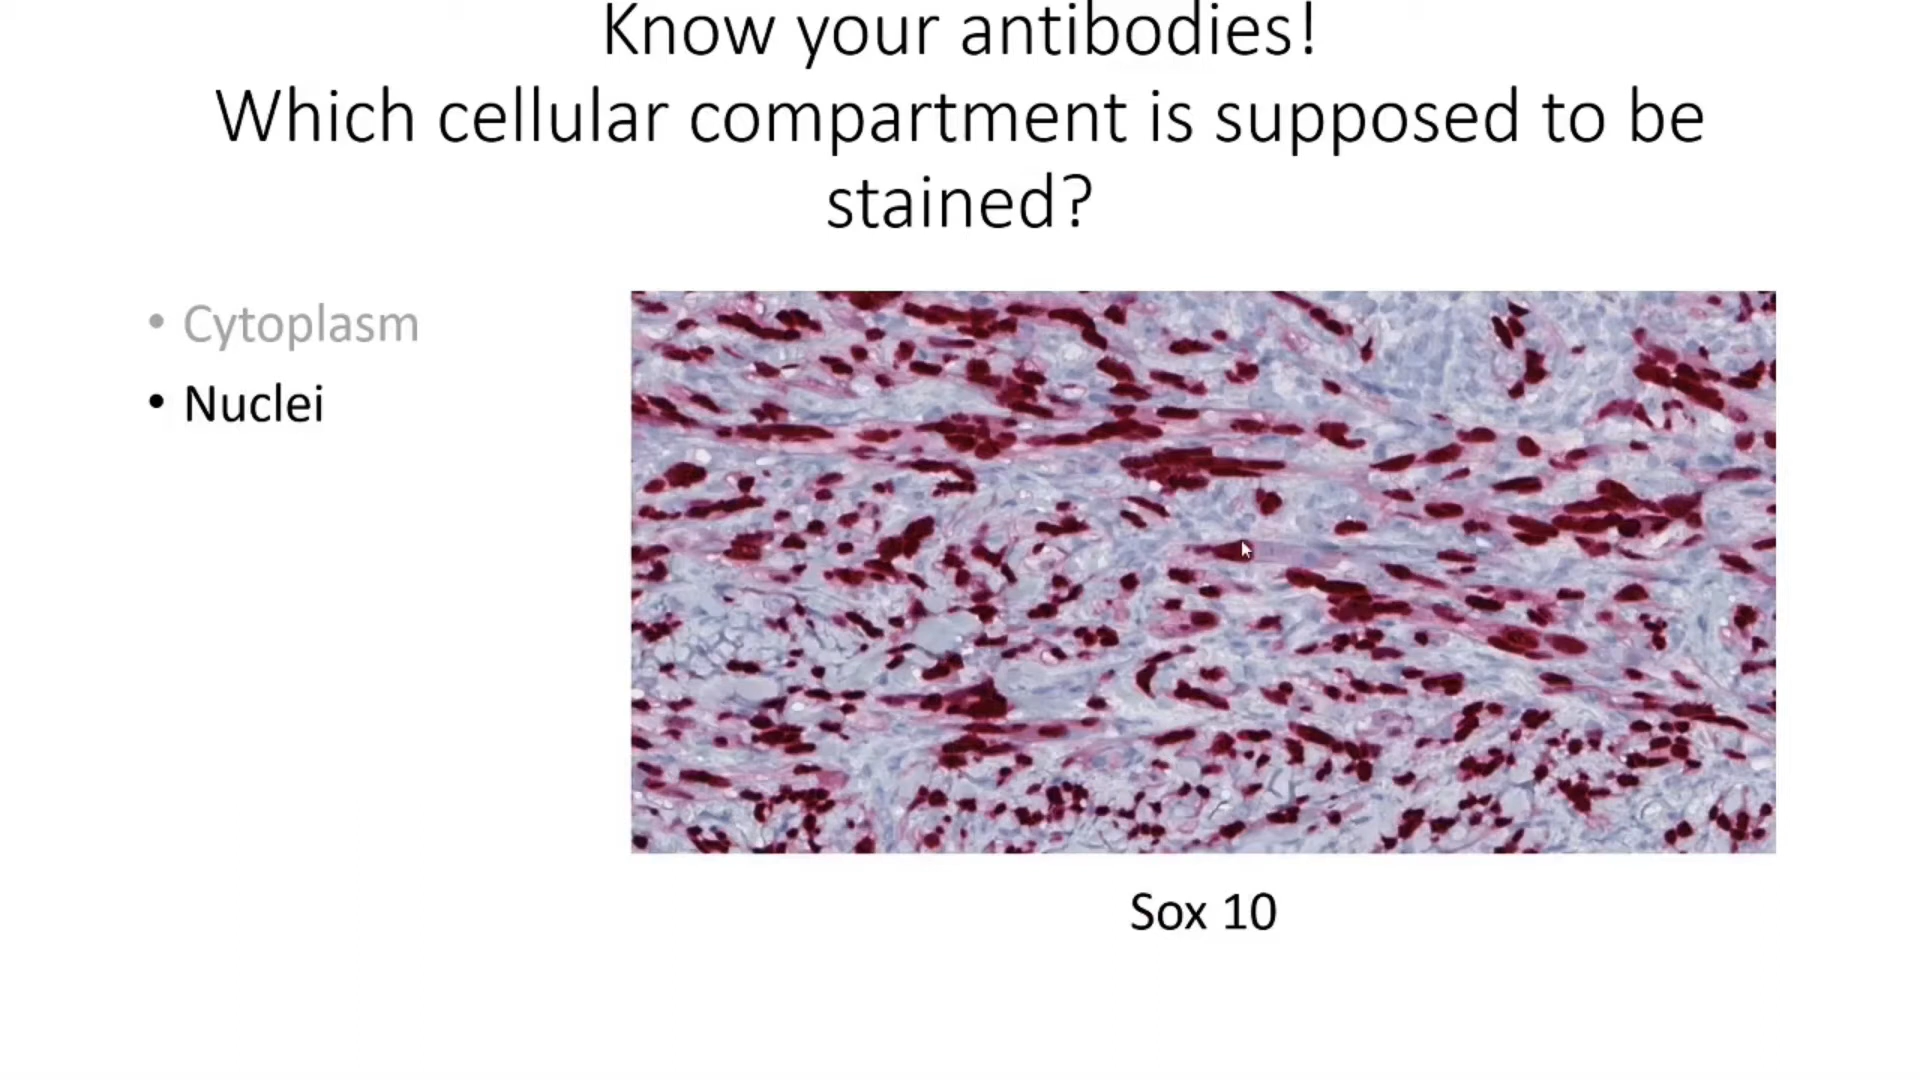 Know your antibodies!
Which cellular compartment is supposed to be
stained?
• Cytoplasm
• Nuclei
Sox 10